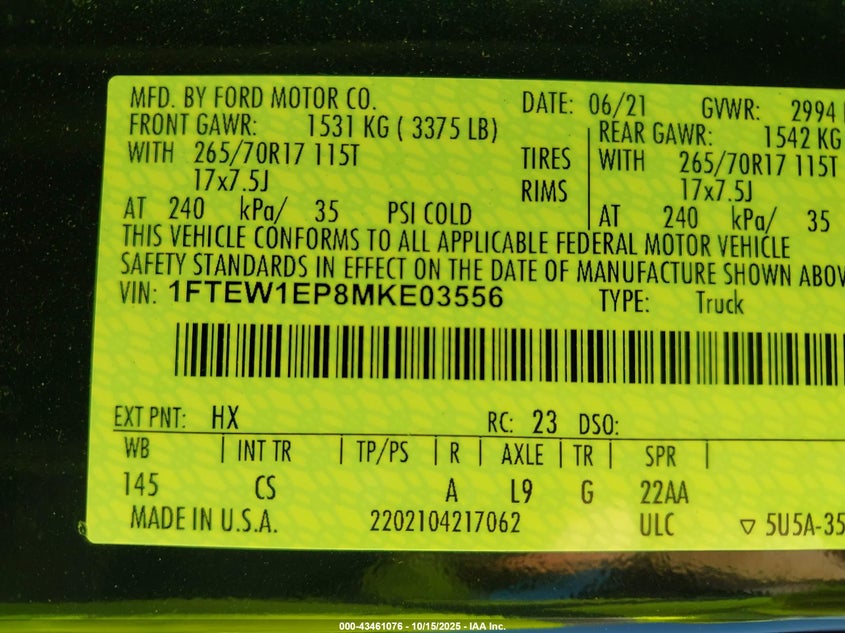 MFD. BY FORD MOTOR CO. DATE: 06/21 GVWR: 2994
FRONT GAWR: 1531 KG ( 3375 LB) REAR GAWR: 1542 KG
WITH 265/70R17 115T TIRES WITH 265/70R17 115T
17x7.5J RIMS 17x7.5J
AT 240 kPa/ 35 PSI COLD AT 240 kPa/ 35
THIS VEHICLE CONFORMS TO ALL APPLICABLE FEDERAL MOTOR VEHICLE
SAFETY STANDARDS IN EFFECT ON THE DATE OF MANUFACTURE SHOWN ABOV
VIN: 1FTEW1EP8MKE03556 TYPE: Truck
EXT PNT: HX RC: 23 DSO:
WB | INT TR | TP/PS | R | AXLE | TR | SPR |
145 CS A L9 G 22AA
MADE IN U.S.A. 2202104217062 ULC ▽ 5U5A-35
000-43461076 - 10/15/2025 - IAA Inc.